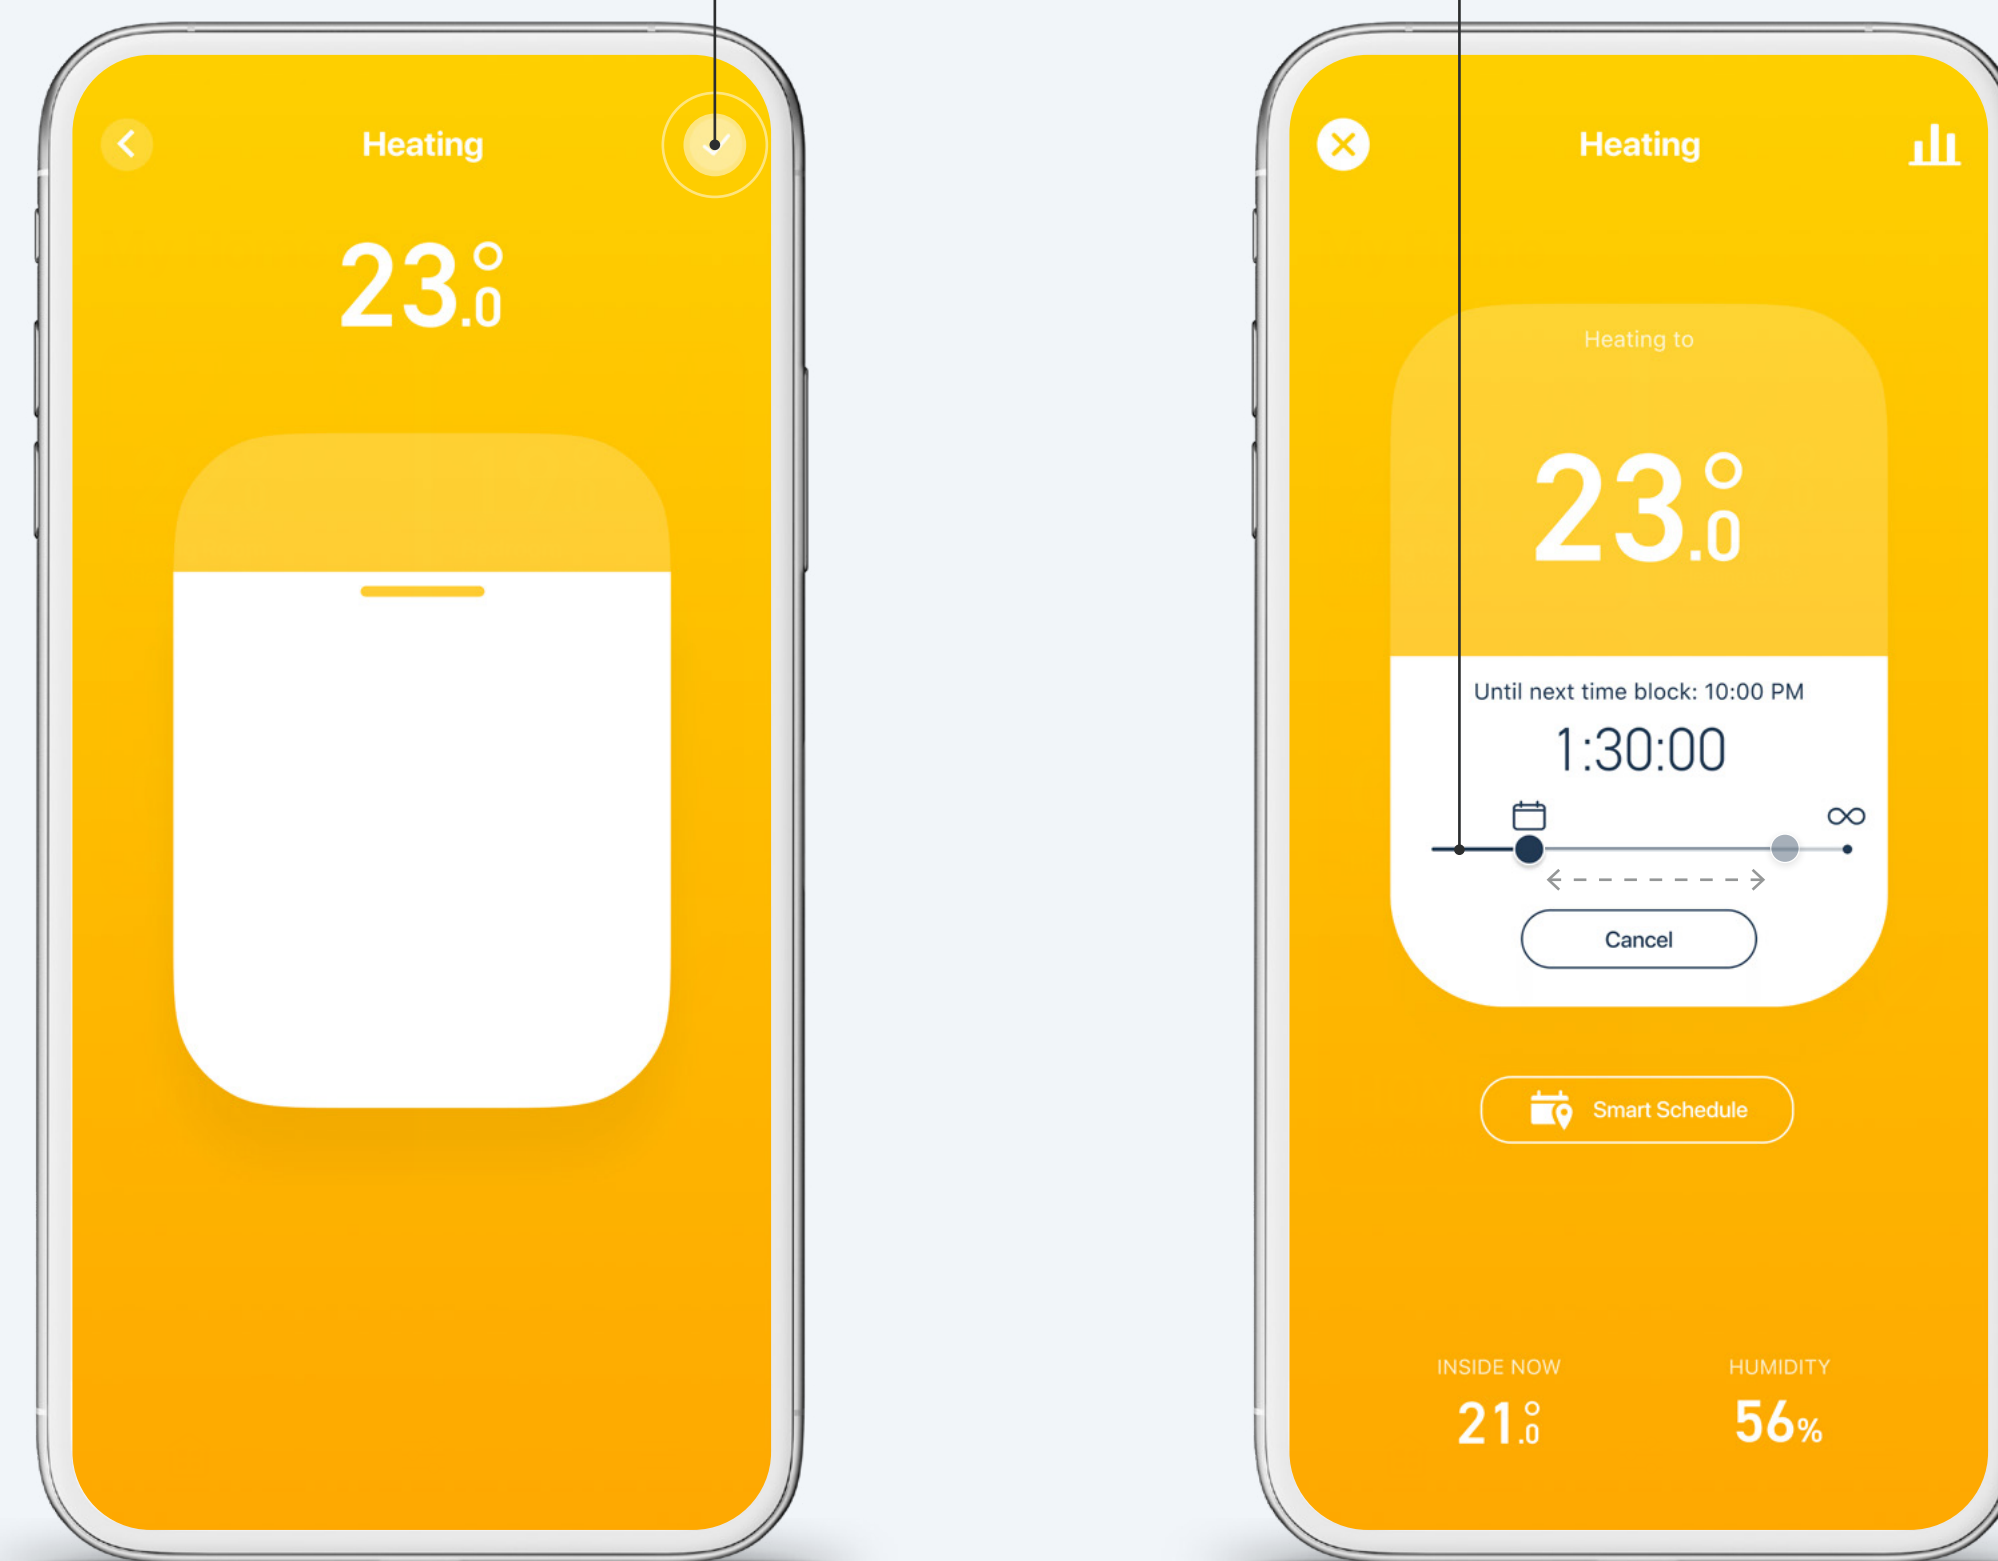 Heating
23.0°
Heating
Heating to
23.0°
Until next time block: 10:00 PM
1:30:00
Cancel
Smart Schedule
INSIDE NOW
HUMIDITY
21.0°
56%